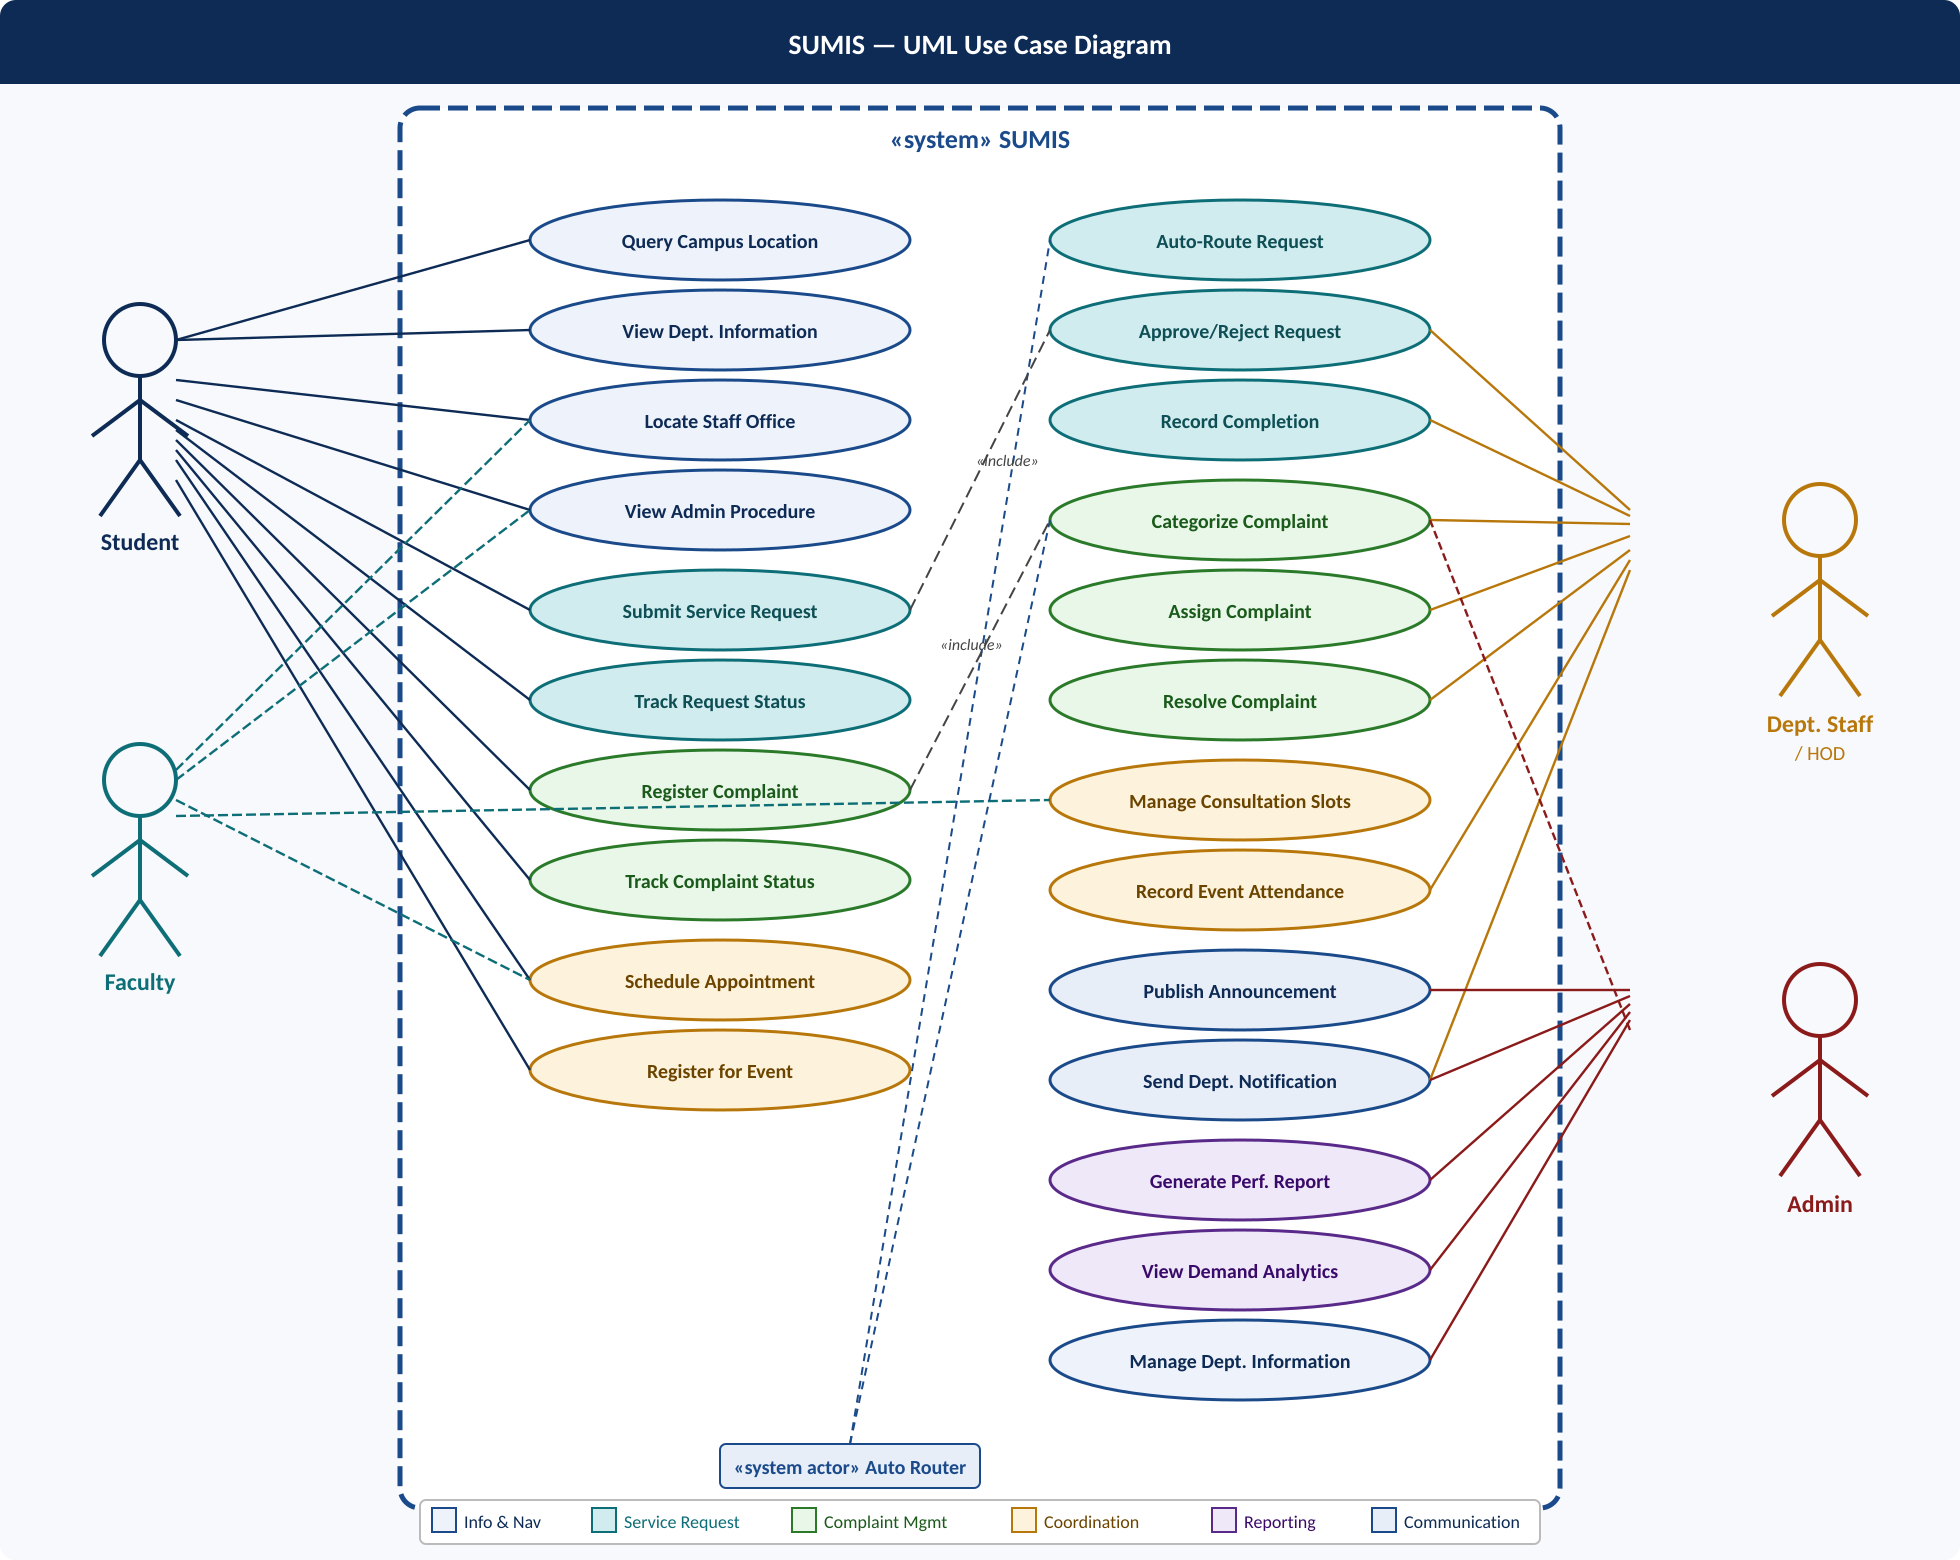 SUMIS — UML Use Case Diagram
«system» SUMIS
Query Campus Location
View Dept. Information
Locate Staff Office
View Admin Procedure
Submit Service Request
Track Request Status
Register Complaint
Track Complaint Status
Schedule Appointment
Register for Event
Auto-Route Request
Approve/Reject Request
Record Completion
Categorize Complaint
Assign Complaint
Resolve Complaint
Manage Consultation Slots
Record Event Attendance
Publish Announcement
Send Dept. Notification
Generate Perf. Report
View Demand Analytics
Manage Dept. Information
«include»
«include»
Student
Faculty
Dept. Staff
/ HOD
Admin
«system actor» Auto Router
Info & Nav
Service Request
Complaint Mgmt
Coordination
Reporting
Communication